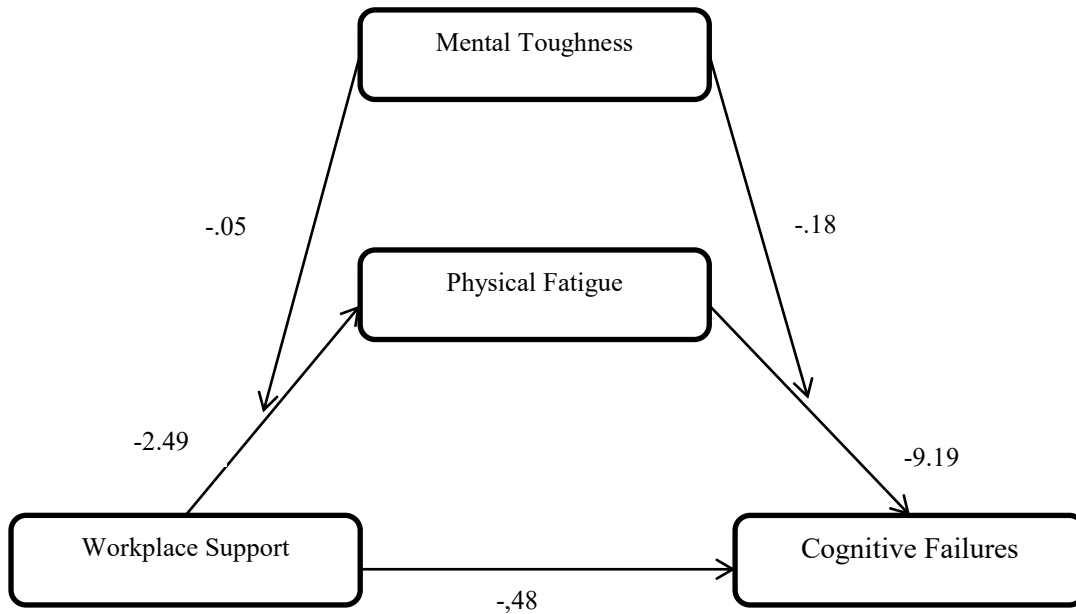 Mental Toughness
-.05
-.18
Physical Fatigue
-2.49
-9.19
Workplace Support
Cognitive Failures
-,48